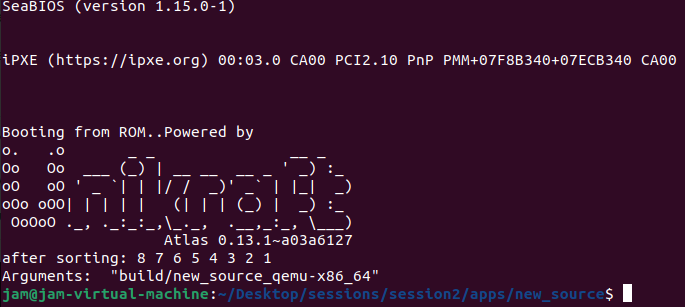 SeaBIOS (version 1.15.0-1)
iPXE (https://ipxe.org) 00:03.0 CA00 PCI2.10 PnP PMM+07F8B340+07ECB340 CA00
Booting from ROM..Powered by
o.   .o       _ _               __ _
Oo   Oo  ___ (_) | __ __  __ _ ' _) :_
oO   oO ' _ `| | |/ /  _)' _` | |_|  _)
oOo oOO| | | | |   (| | | (_) |  _) :_
 OoOoO ._, ._:_:_,\_._,  .__,_:_, \___)
                  Atlas 0.13.1~a03a6127
after sorting: 8 7 6 5 4 3 2 1
Arguments:  "build/new_source_qemu-x86_64"
jam@jam-virtual-machine:~/Desktop/sessions/session2/apps/new_source$